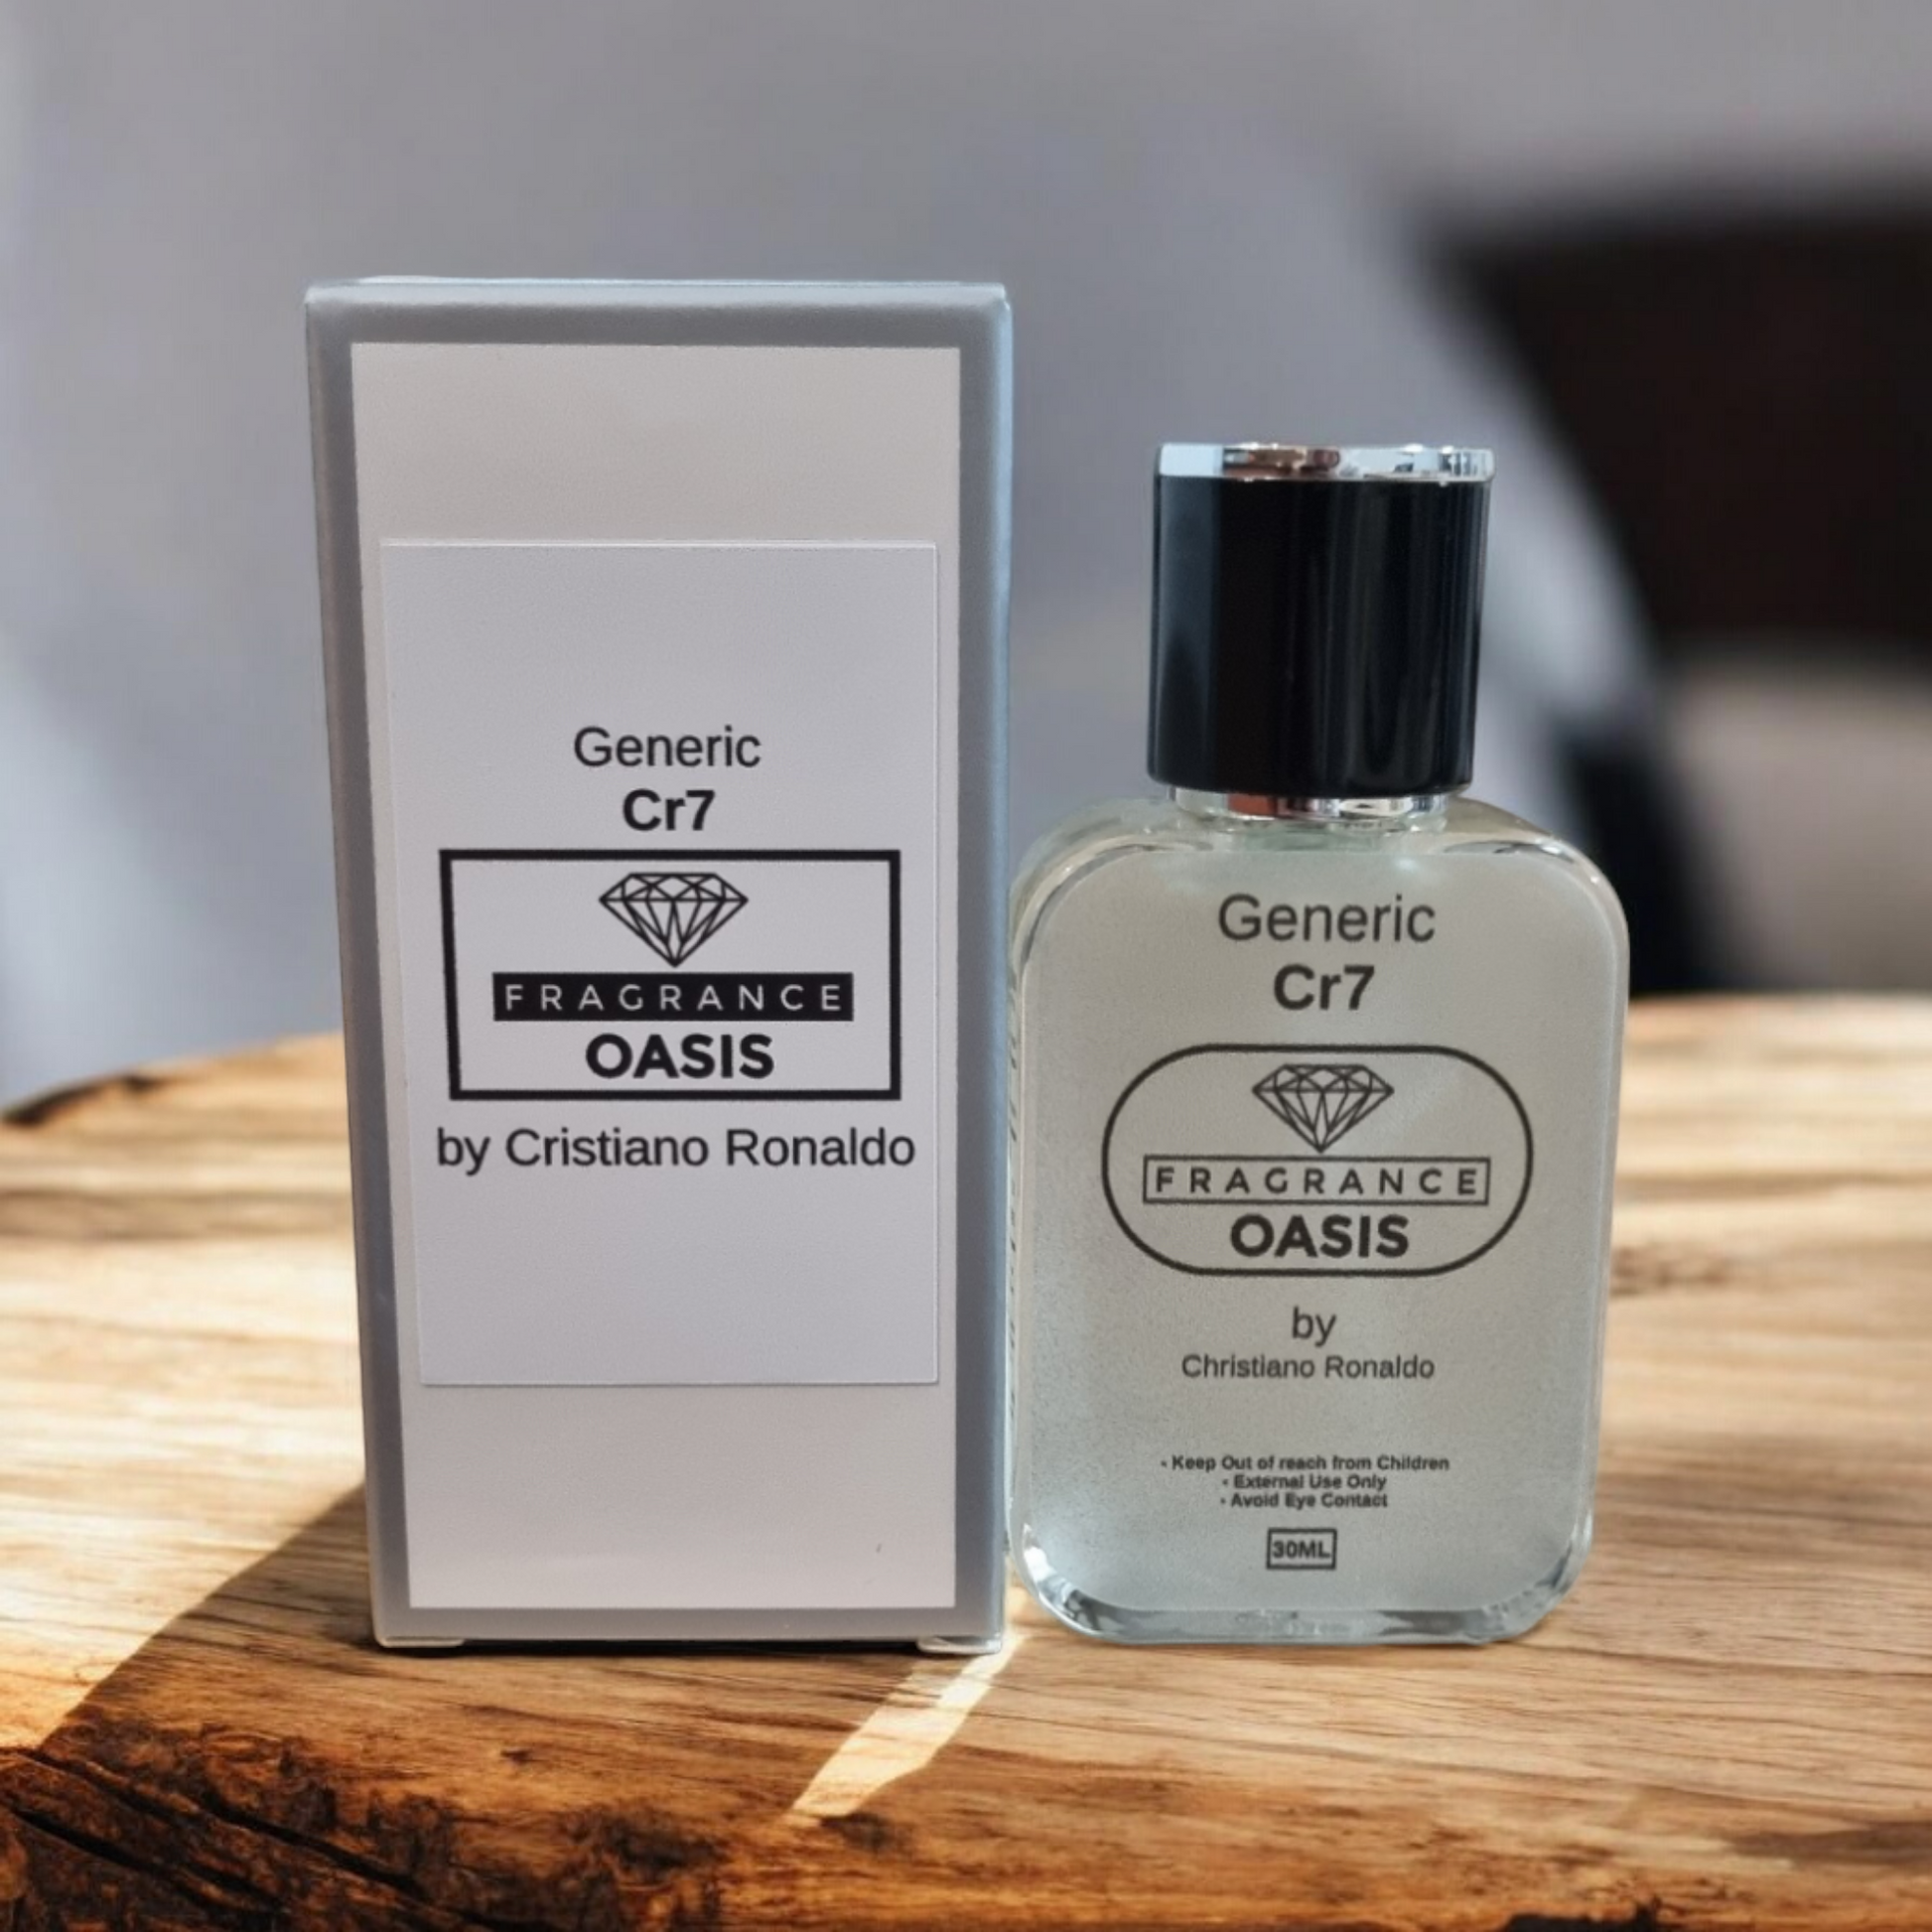 Generic
Cr7
FRAGRANCE
OASIS
by Cristiano Ronaldo
Generic
Cr7
FRAGRANCE
OASIS
by
Christiano Ronaldo
- Keep Out of reach from Children
- External Use Only
- Avoid Eye Contact
30ML